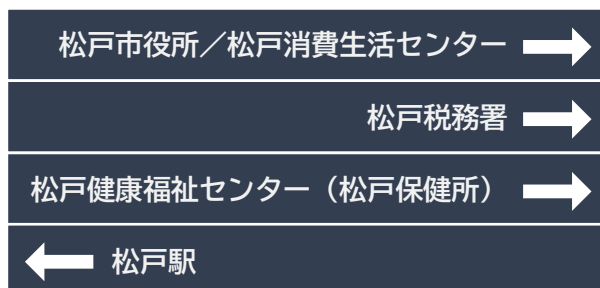 松戸市役所／松戸消費生活センター
松戸税務署
松戸健康福祉センター（松戸保健所）
松戸駅